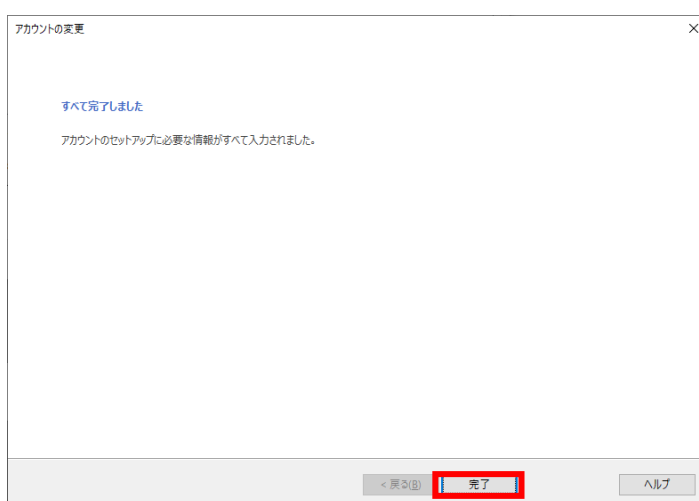 アカウントの変更
すべて完了しました
アカウントのセットアップに必要な情報がすべて入力されました。
< 戻る(B)
完了
ヘルプ